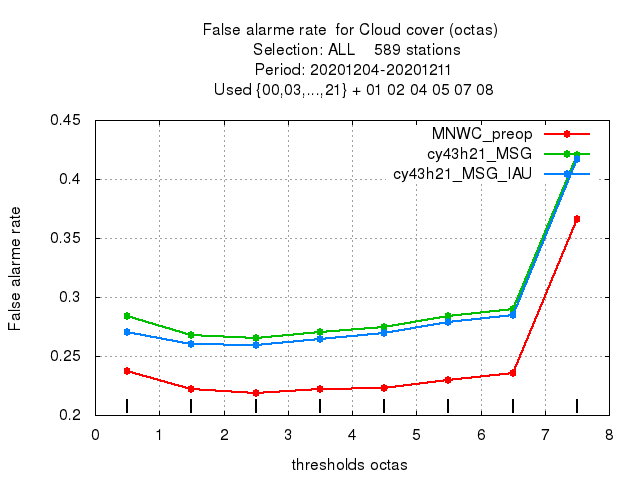 False alarme rate  for Cloud cover (octas)
Selection: ALL    589 stations
Period: 20201204-20201211
Used {00,03,...,21} + 01 02 04 05 07 08
0.45
0.4
0.35
0.3
0.25
0.2
False alarme rate
MNWC_preop
cy43h21_MSG
cy43h21_MSG_IAU
0 1 2 3 4 5 6 7 8
thresholds octas